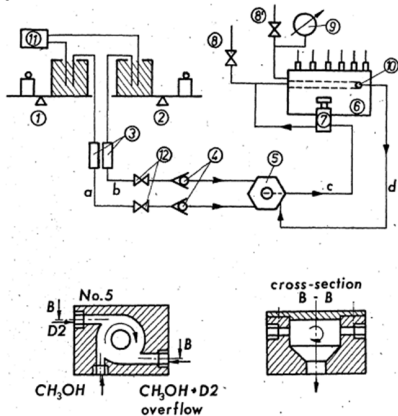 8'
8
9
11
10
6
7
1
2
3
12
4
5
a
b
c
d
No.5
B
D2
B
CH₃OH
CH₃OH+D2
overflow
cross-section
B - B